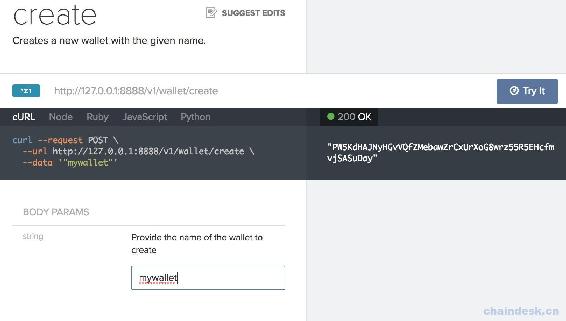 create
SUGGEST EDITS
Creates a new wallet with the given name.
http://127.0.0.1:8888/v1/wallet/create
Try It
cURL Node Ruby JavaScript Python
200 OK
curl --request POST \
--url http://127.0.0.1:8888/v1/wallet/create \
--data '"mywallet"'
BODY PARAMS
string
Provide the name of the wallet to
create
mywallet
chaindesk.cn